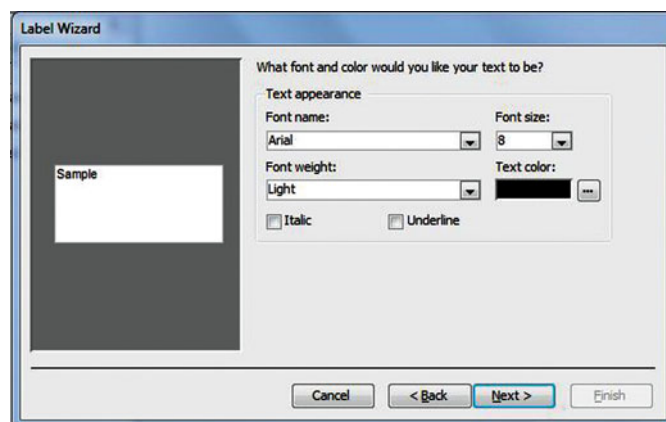 Label Wizard
What font and color would you like your text to be?
Text appearance
Font name:
Font size:
Arial
8
Font weight:
Text color:
Light
...
Italic
Underline
Sample
Cancel
< Back
Next >
Finish